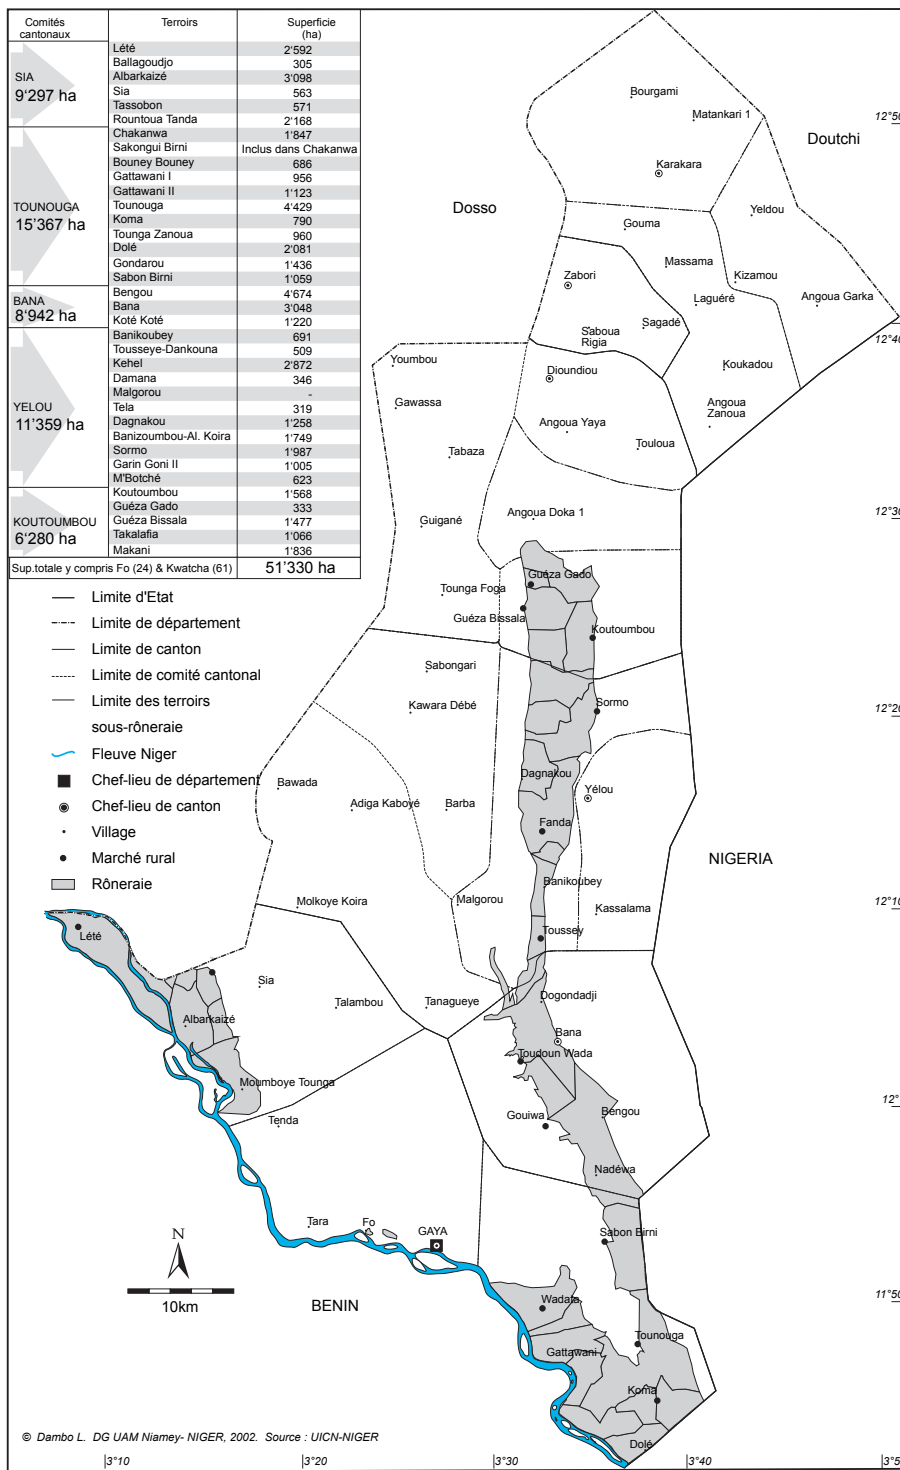 Comités cantonaux Terroirs Superficie (ha)
SIA
9'297 ha
Lété 2'592
Ballagoudjo 305
Albarkaizé 3'098
Sia 563
Tassobon 571
Rountoua Tanda 2'168
TOUNOUGA
15'367 ha
Chakanwa 1'847
Sakongui Birni Inclus dans Chakanwa
Bouney Bouney 686
Gattawani I 956
Gattawani II 1'123
Tounouga 4'429
Koma 790
Tounga Zanoua 960
Dolé 2'081
Gondarou 1'436
Sabon Birni 1'059
BANA
8'942 ha
Bengou 4'674
Bana 3'048
Koté Koté 1'220
YELOU
11'359 ha
Banikoubey 691
Tousseye-Dankouna 509
Kehel 2'872
Damana 346
Malgorou -
Tela 319
Dagnakou 1'258
Banizoumbou-Al. Koira 1'749
Sormo 1'987
Garin Goni II 1'005
M'Botché 623
KOUTOUMBOU
6'280 ha
Koutoumbou 1'568
Guéza Gado 333
Guéza Bissala 1'477
Takalafia 1'066
Makani 1'836
Sup.totale y compris Fo (24) & Kwatcha (61) 51'330 ha
Limite d'Etat
Limite de département
Limite de canton
Limite de comité cantonal
Limite des terroirs
sous-rôneraie
Fleuve Niger
Chef-lieu de département
Chef-lieu de canton
Village
Marché rural
Rôneraie
Bourgami
Matankari 1
12°50
Doutchi
Karakara
Dosso
Yeldou
Gouma
Massama
Zabori
Kizamou
Laguéré
Angoua Garka
Sagadé
Saboua
Rigia
12°40
Youmbou
Dioundiou
Koukadou
Gawassa
Angoua
Zanoua
Angoua Yaya
Touloua
Tabaza
Guigané
Angoua Doka 1
12°30
Guéza Gado
Tounga Foga
Guéza Bissala
Koutoumbou
Sabongari
Kawara Débé
Sormo
12°20
Dagnakou
Bawada
Yélou
Adiga Kaboyé
Barba
Fanda
NIGERIA
Banikoubey
Molkoye Koira
Malgorou
Kassalama
12°10
Lété
Toussey
Sia
Talambou
Tanagueye
Dogondadji
Albarkaizé
Bana
Toudoun Wada
Moumboye Tounga
Tenda
Gouiwa
Bengou
12°
Nadéwa
Tara
Fo
GAYA
Sabon Birni
N
10km
BENIN
Wadata
11°50
Tounouga
Gattawani
Koma
Dolé
© Dambo L. DG UAM Niamey- NIGER, 2002. Source : UICN-NIGER
3°10 3°20 3°30 3°40 3°5